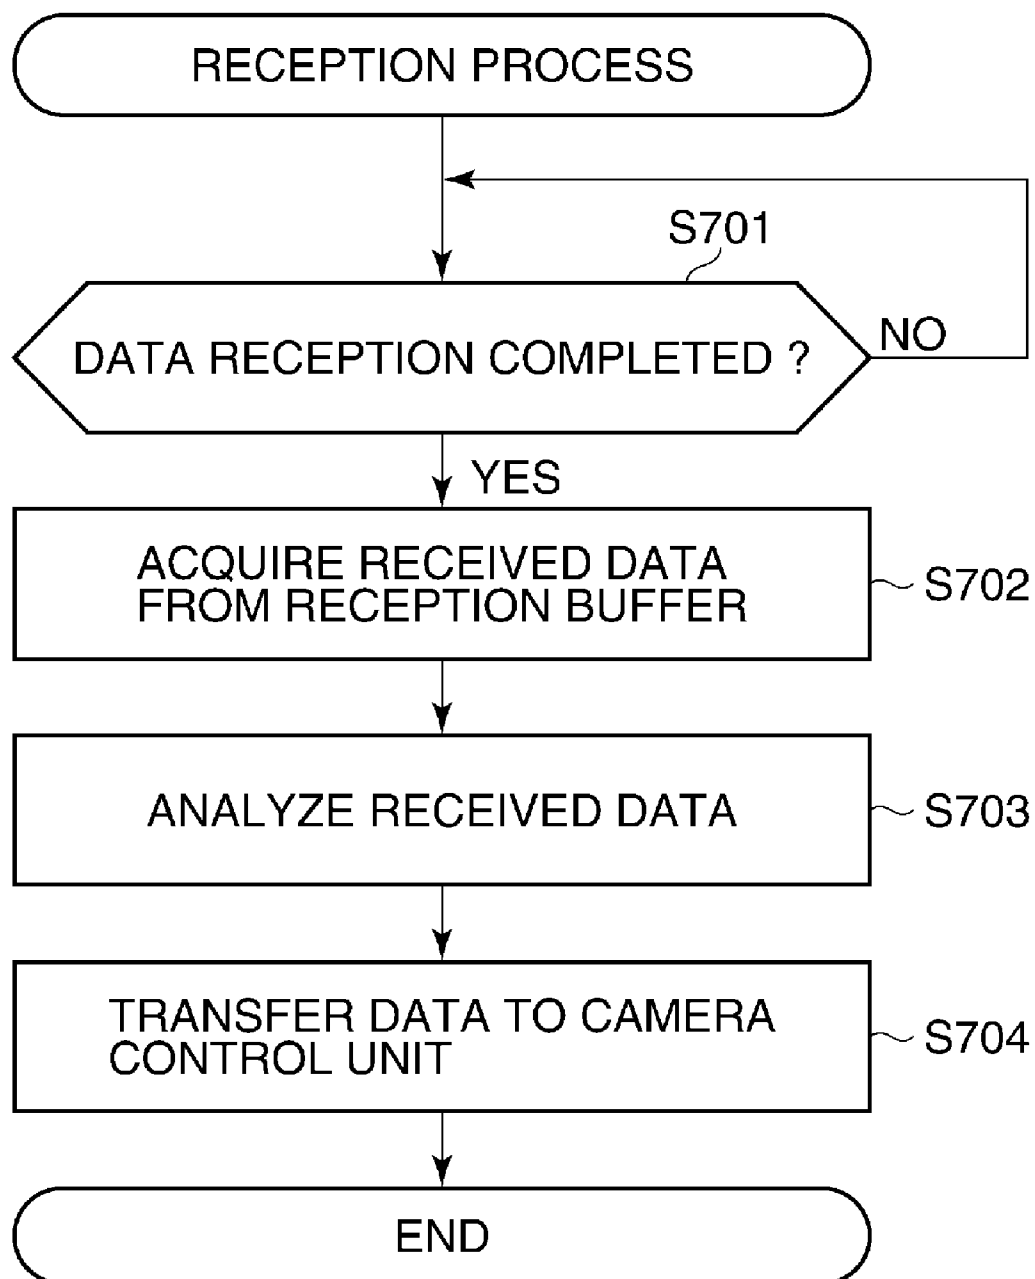 RECEPTION PROCESS
S701
DATA RECEPTION COMPLETED ?
NO
YES
ACQUIRE RECEIVED DATA
FROM RECEPTION BUFFER
S702
ANALYZE RECEIVED DATA
S703
TRANSFER DATA TO CAMERA
CONTROL UNIT
S704
END